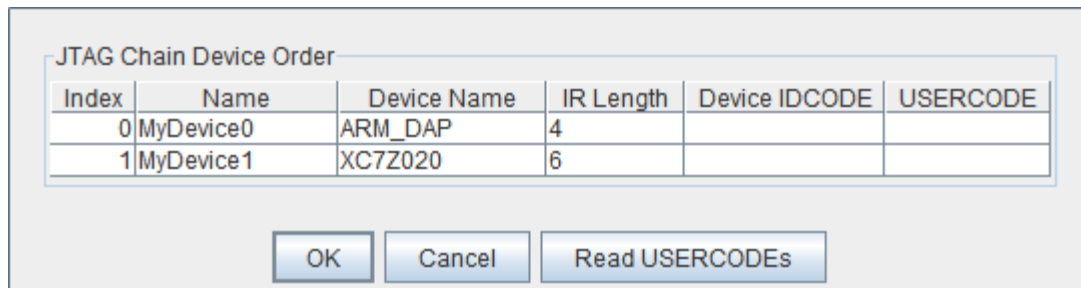 JTAG Chain Device Order
Index Name Device Name IR Length Device IDCODE USERCODE
0 MyDevice0 ARM_DAP 4
1 MyDevice1 XC7Z020 6
OK Cancel Read USERCODEs